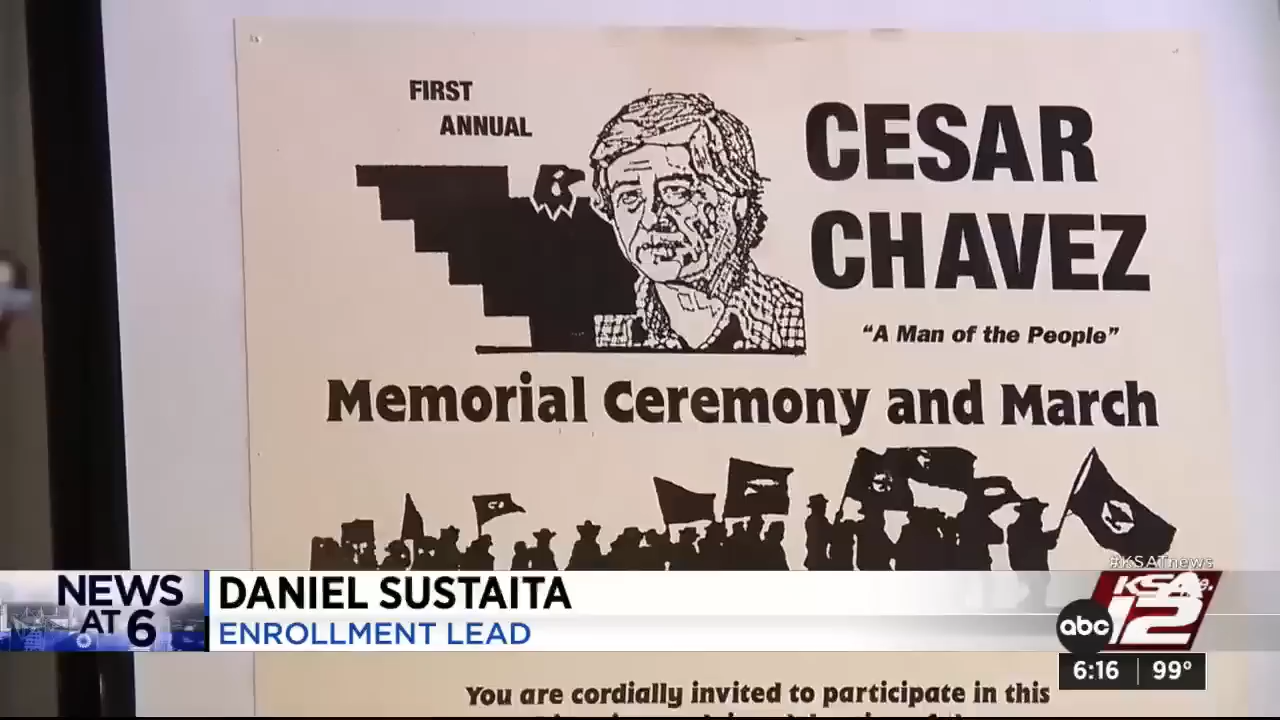 FIRST
ANNUAL
CESAR
CHAVEZ
“A Man of the People”
Memorial Ceremony and March
#KSATnews
NEWS
AT 6
DANIEL SUSTAITA
ENROLLMENT LEAD
KSAT
12
abc
6:16 99°
You are cordially invited to participate in this